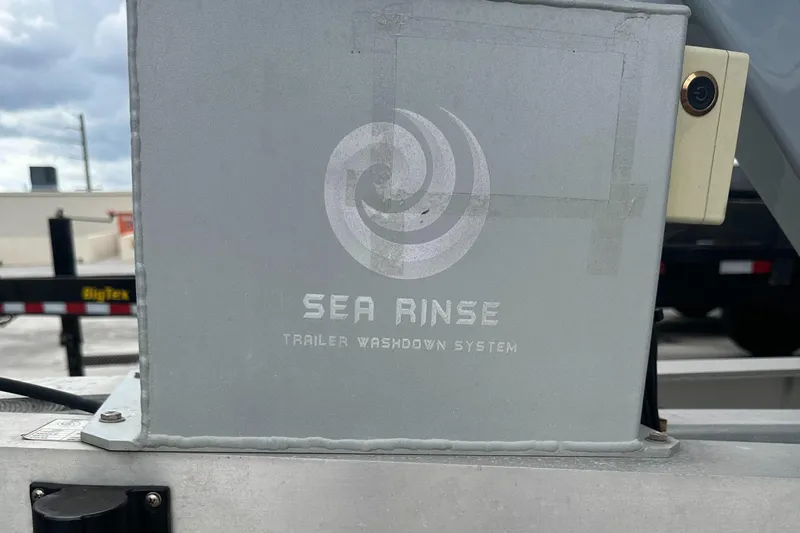 BigTex
SEA RINSE
TRAILER WASHDOWN SYSTEM